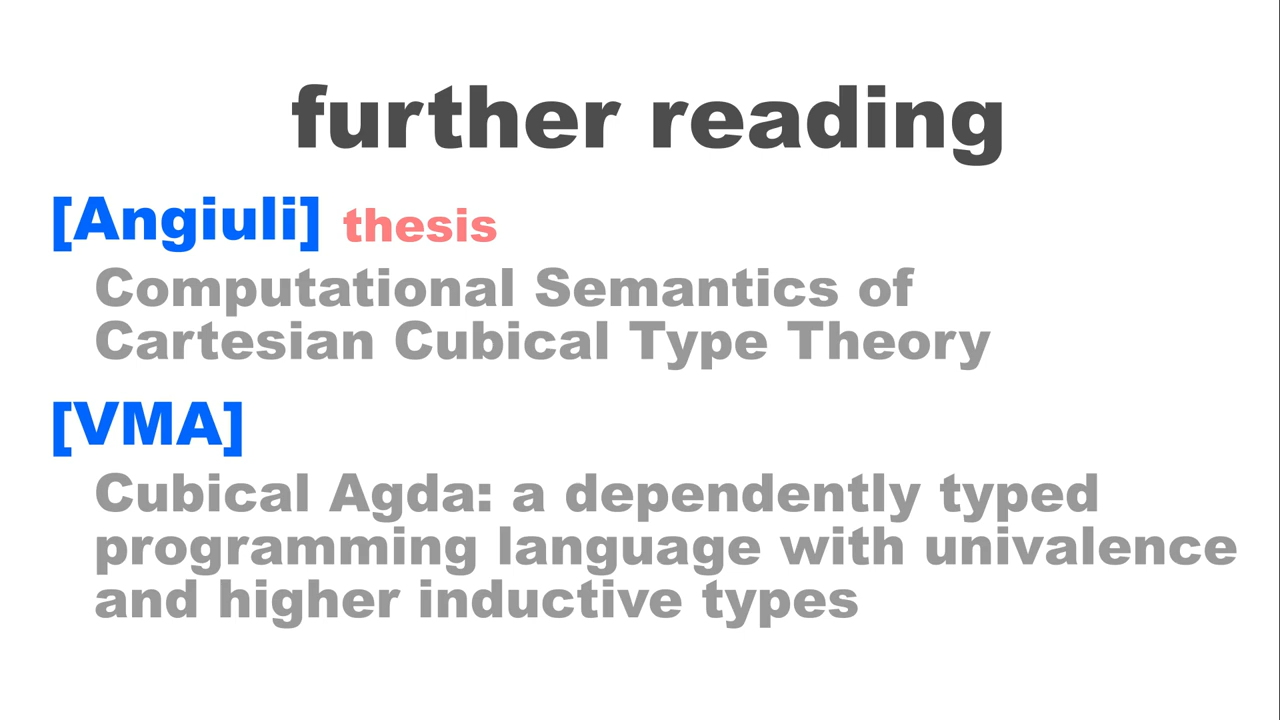 further reading
[Angiuli] thesis
Computational Semantics of
Cartesian Cubical Type Theory
[VMA]
Cubical Agda: a dependently typed
programming language with univalence
and higher inductive types